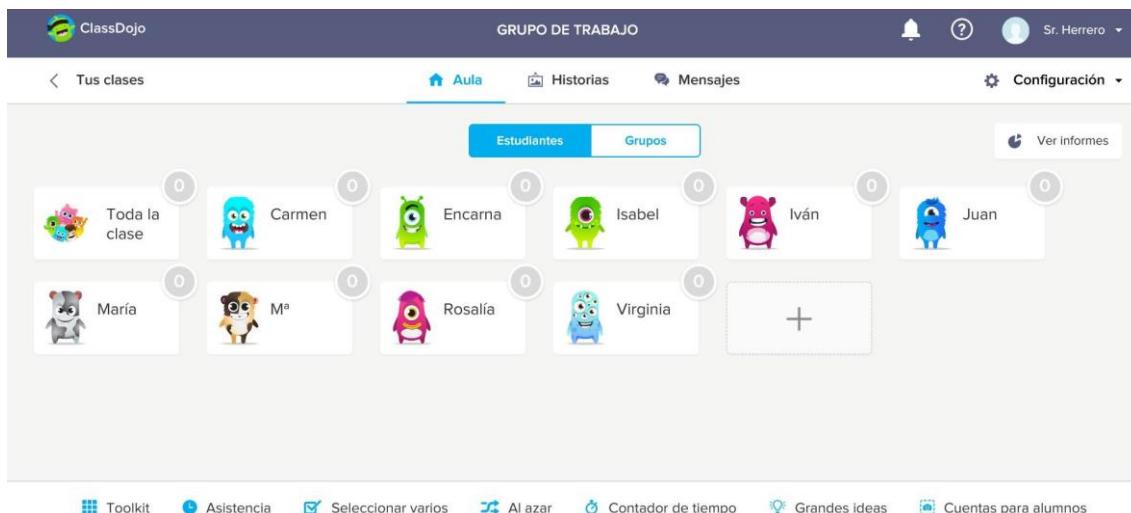 ClassDojo
GRUPO DE TRABAJO
?
Sr. Herrero
Tus clases
Aula
Historias
Mensajes
Configuración
Estudiantes
Grupos
Ver informes
0
Toda la
clase
0
Carmen
0
Encarna
0
Isabel
0
Iván
0
Juan
0
María
0
Mª
0
Rosalía
0
Virginia
0
+
Toolkit
Asistencia
Seleccionar varios
Al azar
Contador de tiempo
Grandes ideas
Cuentas para alumnos